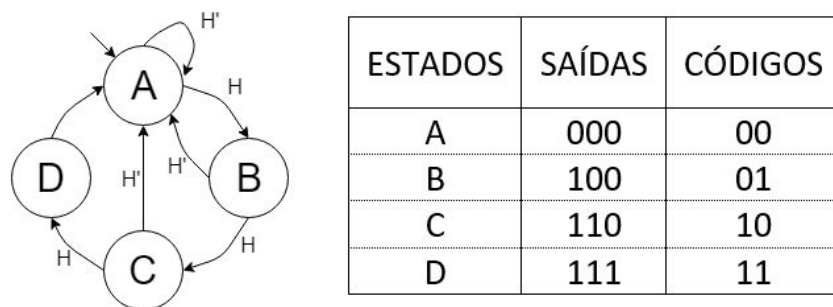 H'
A
H
D
H'
H'
B
H
C
H
ESTADOS SAÍDAS CÓDIGOS
A 000 00
B 100 01
C 110 10
D 111 11